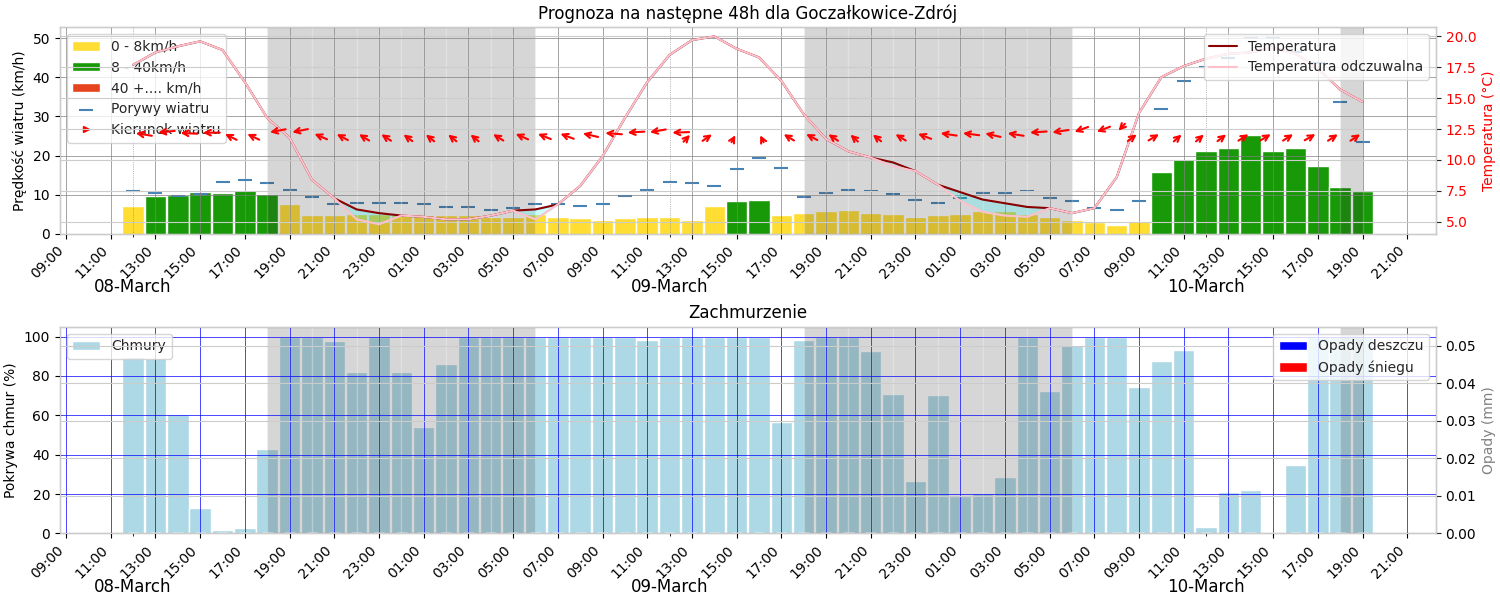 Prognoza na następne 48h dla Goczałkowice-Zdrój
Prędkość wiatru (km/h)
50
40
30
20
10
0
0 - 8km/h
8 - 40km/h
40 +.... km/h
Porywy wiatru
Kierunek wiatru
Temperatura
Temperatura odczuwalna
20.0
17.5
15.0
12.5
10.0
7.5
5.0
Temperatura (°C)
09:00 11:00 13:00 15:00 17:00 19:00 21:00 23:00 01:00 03:00 05:00 07:00 09:00 11:00 13:00 15:00 17:00 19:00 21:00 23:00 01:00 03:00 05:00 07:00 09:00 11:00 13:00 15:00 17:00 19:00 21:00
08-March 09-March 10-March
Zachmurzenie
Pokrywa chmur (%)
100
80
60
40
20
0
Chmury
Opady deszczu
Opady śniegu
0.05
0.04
0.03
0.02
0.01
0.00
Opady (mm)
09:00 11:00 13:00 15:00 17:00 19:00 21:00 23:00 01:00 03:00 05:00 07:00 09:00 11:00 13:00 15:00 17:00 19:00 21:00 23:00 01:00 03:00 05:00 07:00 09:00 11:00 13:00 15:00 17:00 19:00 21:00
08-March 09-March 10-March